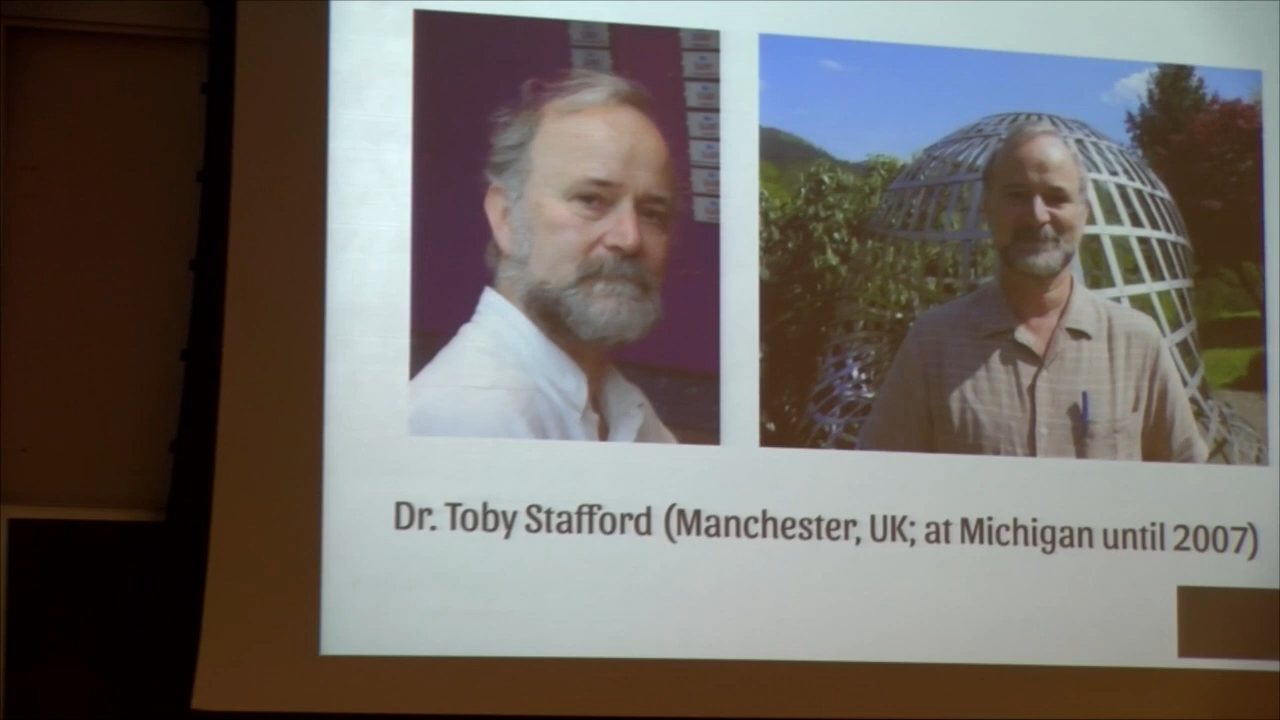 Dr. Toby Stafford (Manchester, UK; at Michigan until 2007)